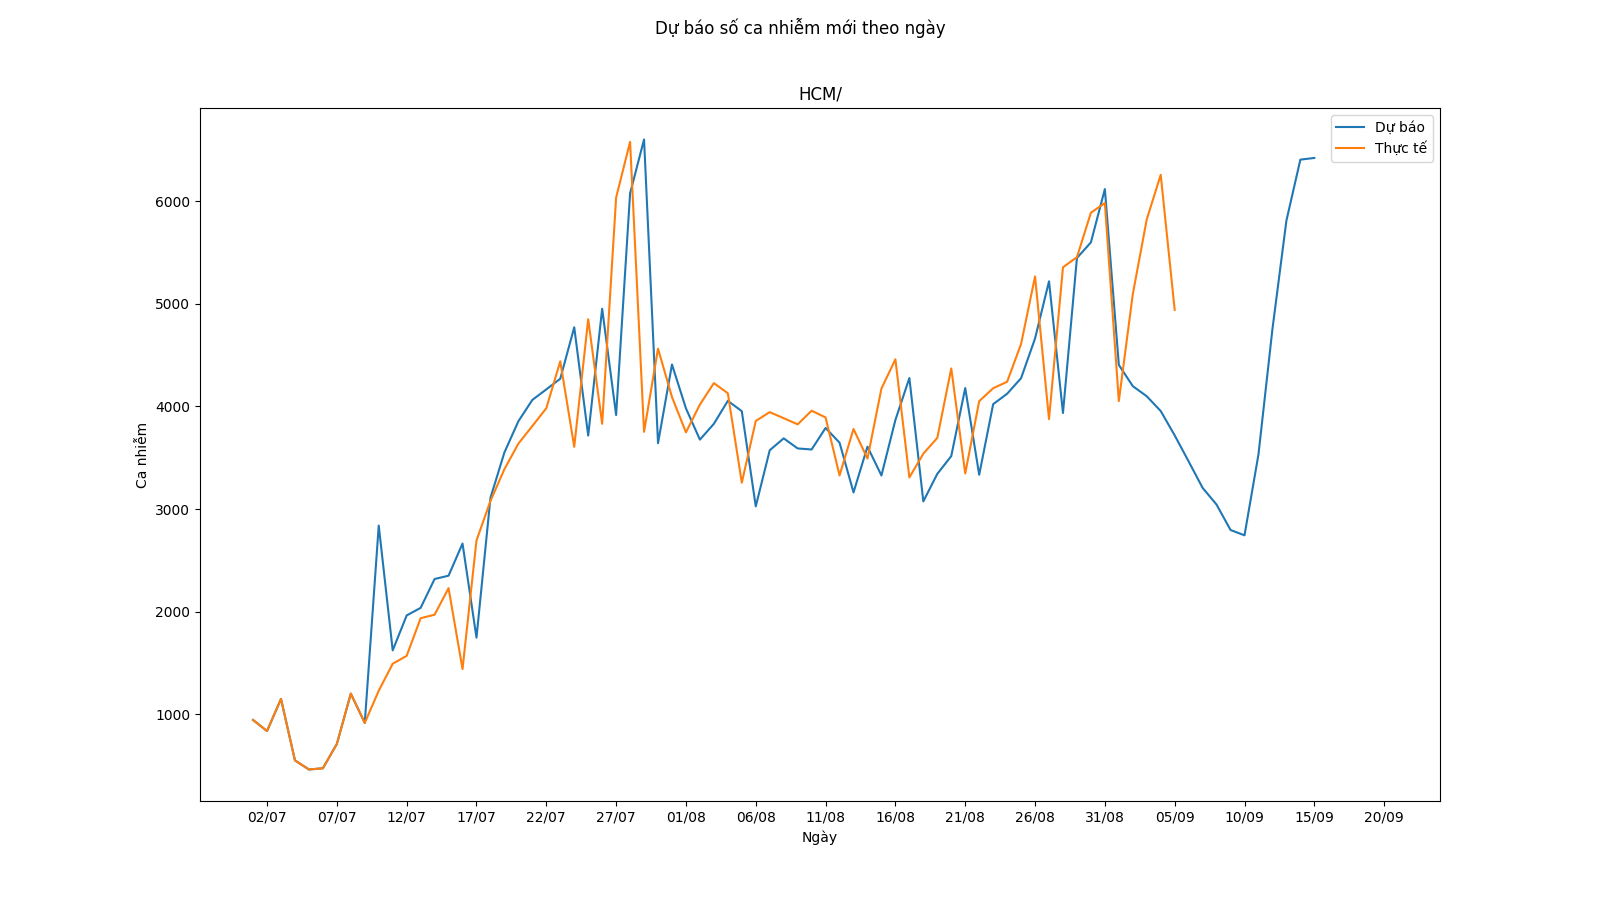 Dự báo số ca nhiễm mới theo ngày
HCM/
Dự báo
Thực tế
6000
5000
4000
3000
2000
1000
Ca nhiễm
02/07 07/07 12/07 17/07 22/07 27/07 01/08 06/08 11/08 16/08 21/08 26/08 31/08 05/09 10/09 15/09 20/09
Ngày